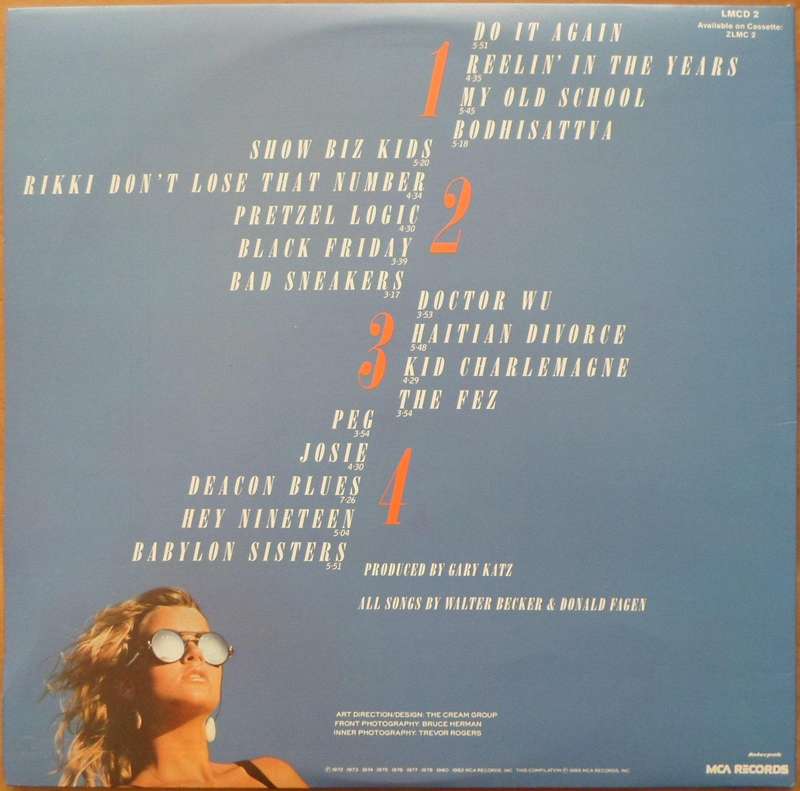 LMCD 2
Available on Cassette:
ZLMC 2
1
DO IT AGAIN
5·51
REELIN' IN THE YEARS
4·35
MY OLD SCHOOL
5·45
BODHISATTVA
5·18
SHOW BIZ KIDS
5·20
RIKKI DON'T LOSE THAT NUMBER
4·34
2
PRETZEL LOGIC
4·30
BLACK FRIDAY
3·39
BAD SNEAKERS
3·17
DOCTOR WU
3·53
3
HAITIAN DIVORCE
5·48
KID CHARLEMAGNE
4·29
THE FEZ
3·54
PEG
3·54
JOSIE
4·30
4
DEACON BLUES
7·26
HEY NINETEEN
5·04
BABYLON SISTERS
5·51
PRODUCED BY GARY KATZ
ALL SONGS BY WALTER BECKER & DONALD FAGEN
ART DIRECTION/DESIGN: THE CREAM GROUP
FRONT PHOTOGRAPHY: BRUCE HERMAN
INNER PHOTOGRAPHY: TREVOR ROGERS
MCA RECORDS